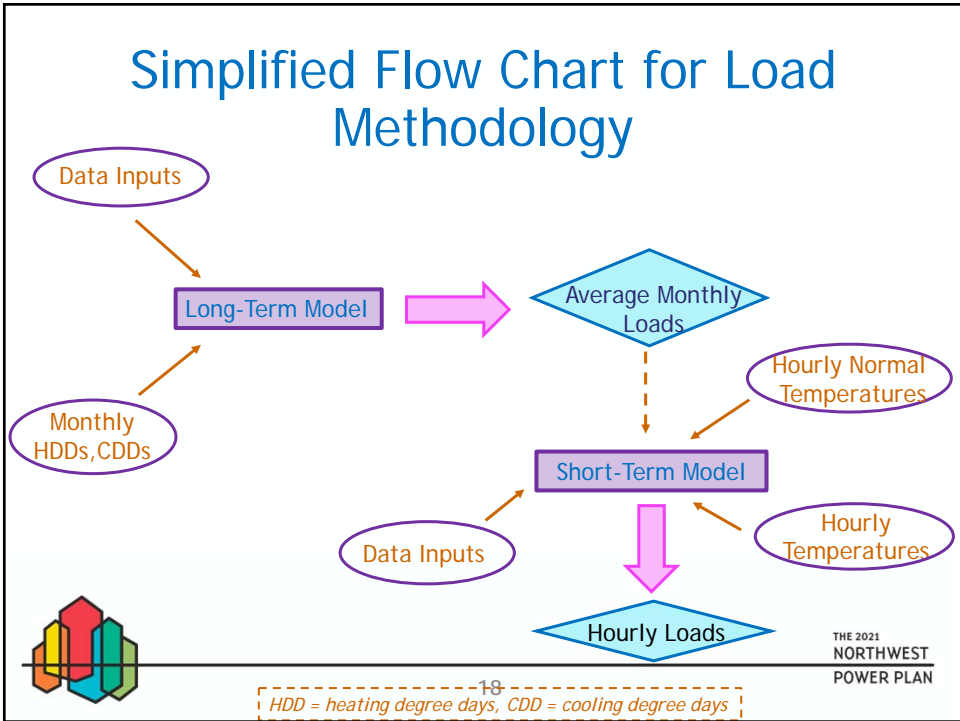 Simplified Flow Chart for Load
Methodology
Data Inputs
Long-Term Model
Average Monthly
Loads
Monthly
HDDs,CDDs
Hourly Normal
Temperatures
Short-Term Model
Data Inputs
Hourly
Temperatures
Hourly Loads
THE 2021
NORTHWEST
POWER PLAN
18
HDD = heating degree days, CDD = cooling degree days